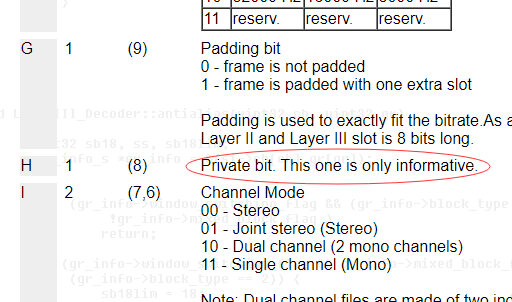 11 reserv. reserv. reserv.
G 1 (9) Padding bit
0 - frame is not padded
1 - frame is padded with one extra slot
Padding is used to exactly fit the bitrate.As a
Layer II and Layer III slot is 8 bits long.
H 1 (8) Private bit. This one is only informative.
I 2 (7,6) Channel Mode
00 - Stereo
01 - Joint stereo (Stereo)
10 - Dual channel (2 mono channels)
11 - Single channel (Mono)
Note: Dual channel files are made of two